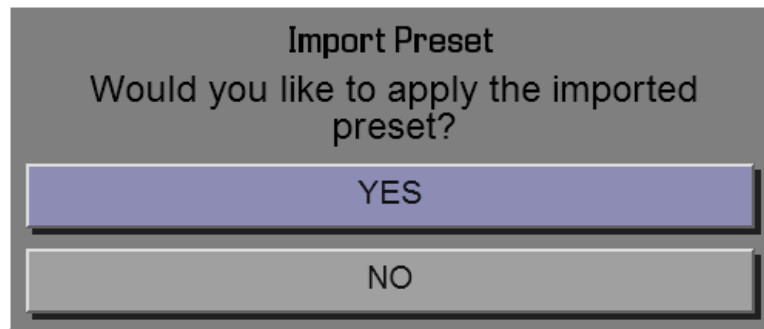 Import Preset
Would you like to apply the imported
preset?
YES
NO